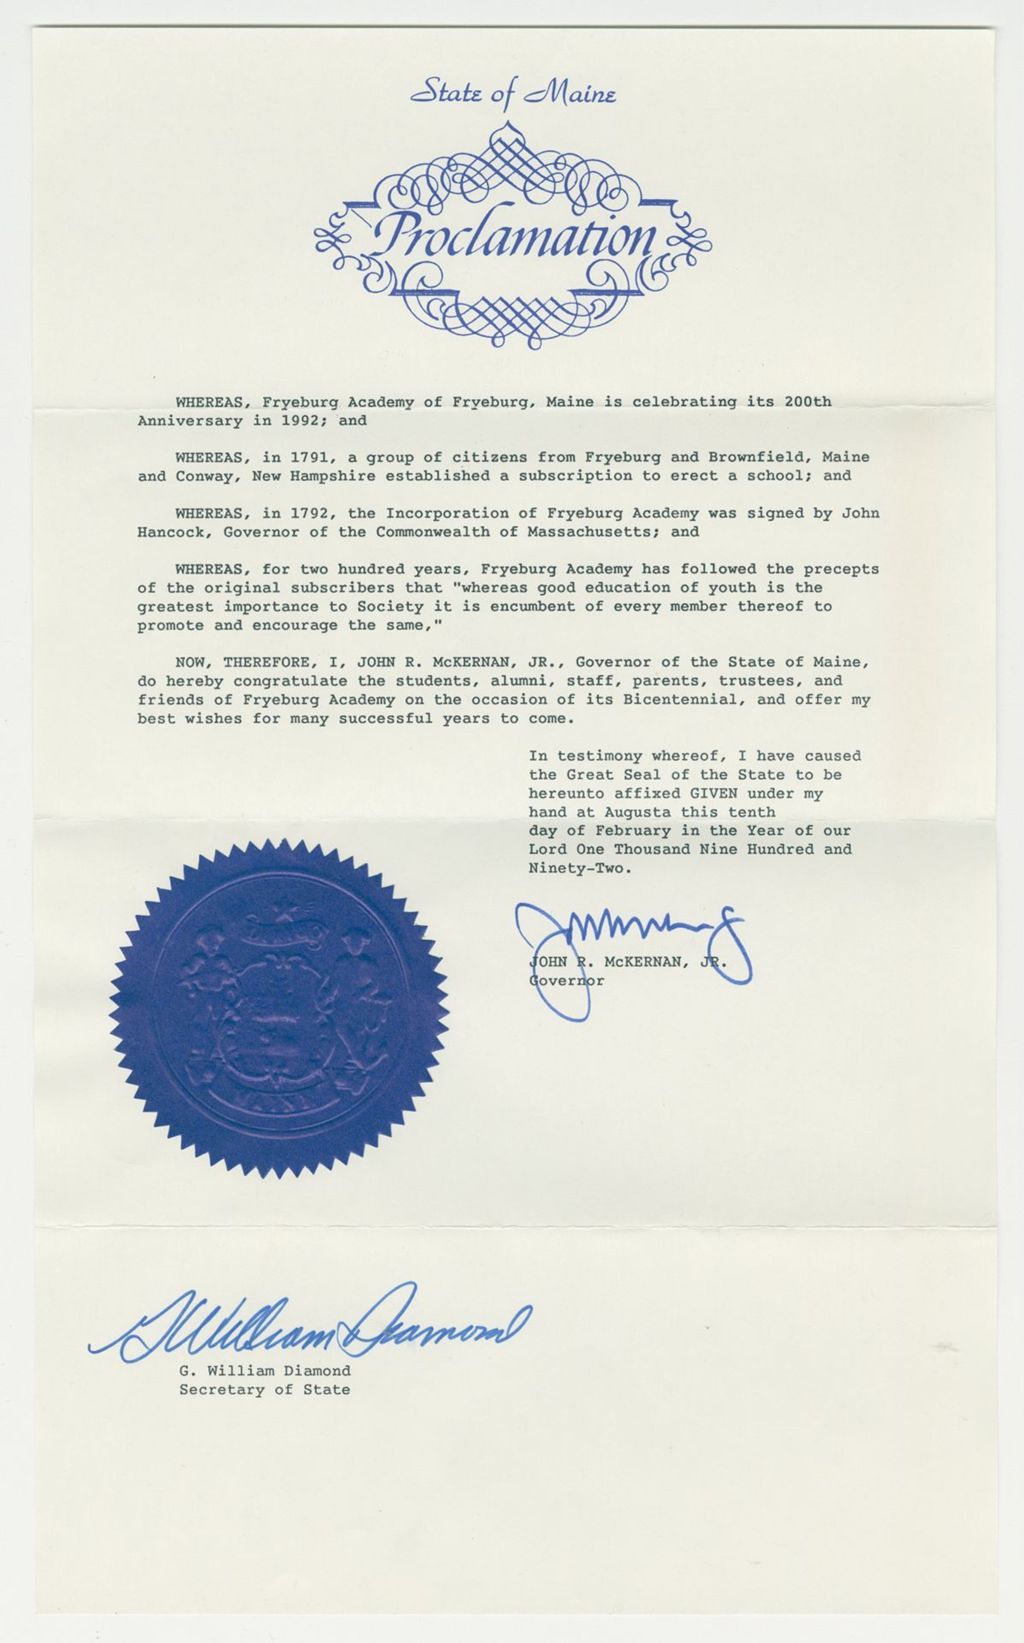 State of Maine
Proclamation
WHEREAS, Fryeburg Academy of Fryeburg, Maine is celebrating its 200th
Anniversary in 1992; and
WHEREAS, in 1791, a group of citizens from Fryeburg and Brownfield, Maine
and Conway, New Hampshire established a subscription to erect a school; and
WHEREAS, in 1792, the Incorporation of Fryeburg Academy was signed by John
Hancock, Governor of the Commonwealth of Massachusetts; and
WHEREAS, for two hundred years, Fryeburg Academy has followed the precepts
of the original subscribers that "whereas good education of youth is the
greatest importance to Society it is encumbent of every member thereof to
promote and encourage the same,"
NOW, THEREFORE, I, JOHN R. McKERNAN, JR., Governor of the State of Maine,
do hereby congratulate the students, alumni, staff, parents, trustees, and
friends of Fryeburg Academy on the occasion of its Bicentennial, and offer my
best wishes for many successful years to come.
In testimony whereof, I have caused
the Great Seal of the State to be
hereunto affixed GIVEN under my
hand at Augusta this tenth
day of February in the Year of our
Lord One Thousand Nine Hundred and
Ninety-Two.
JOHN R. McKERNAN, JR.
Governor
G William Diamond
G. William Diamond
Secretary of State